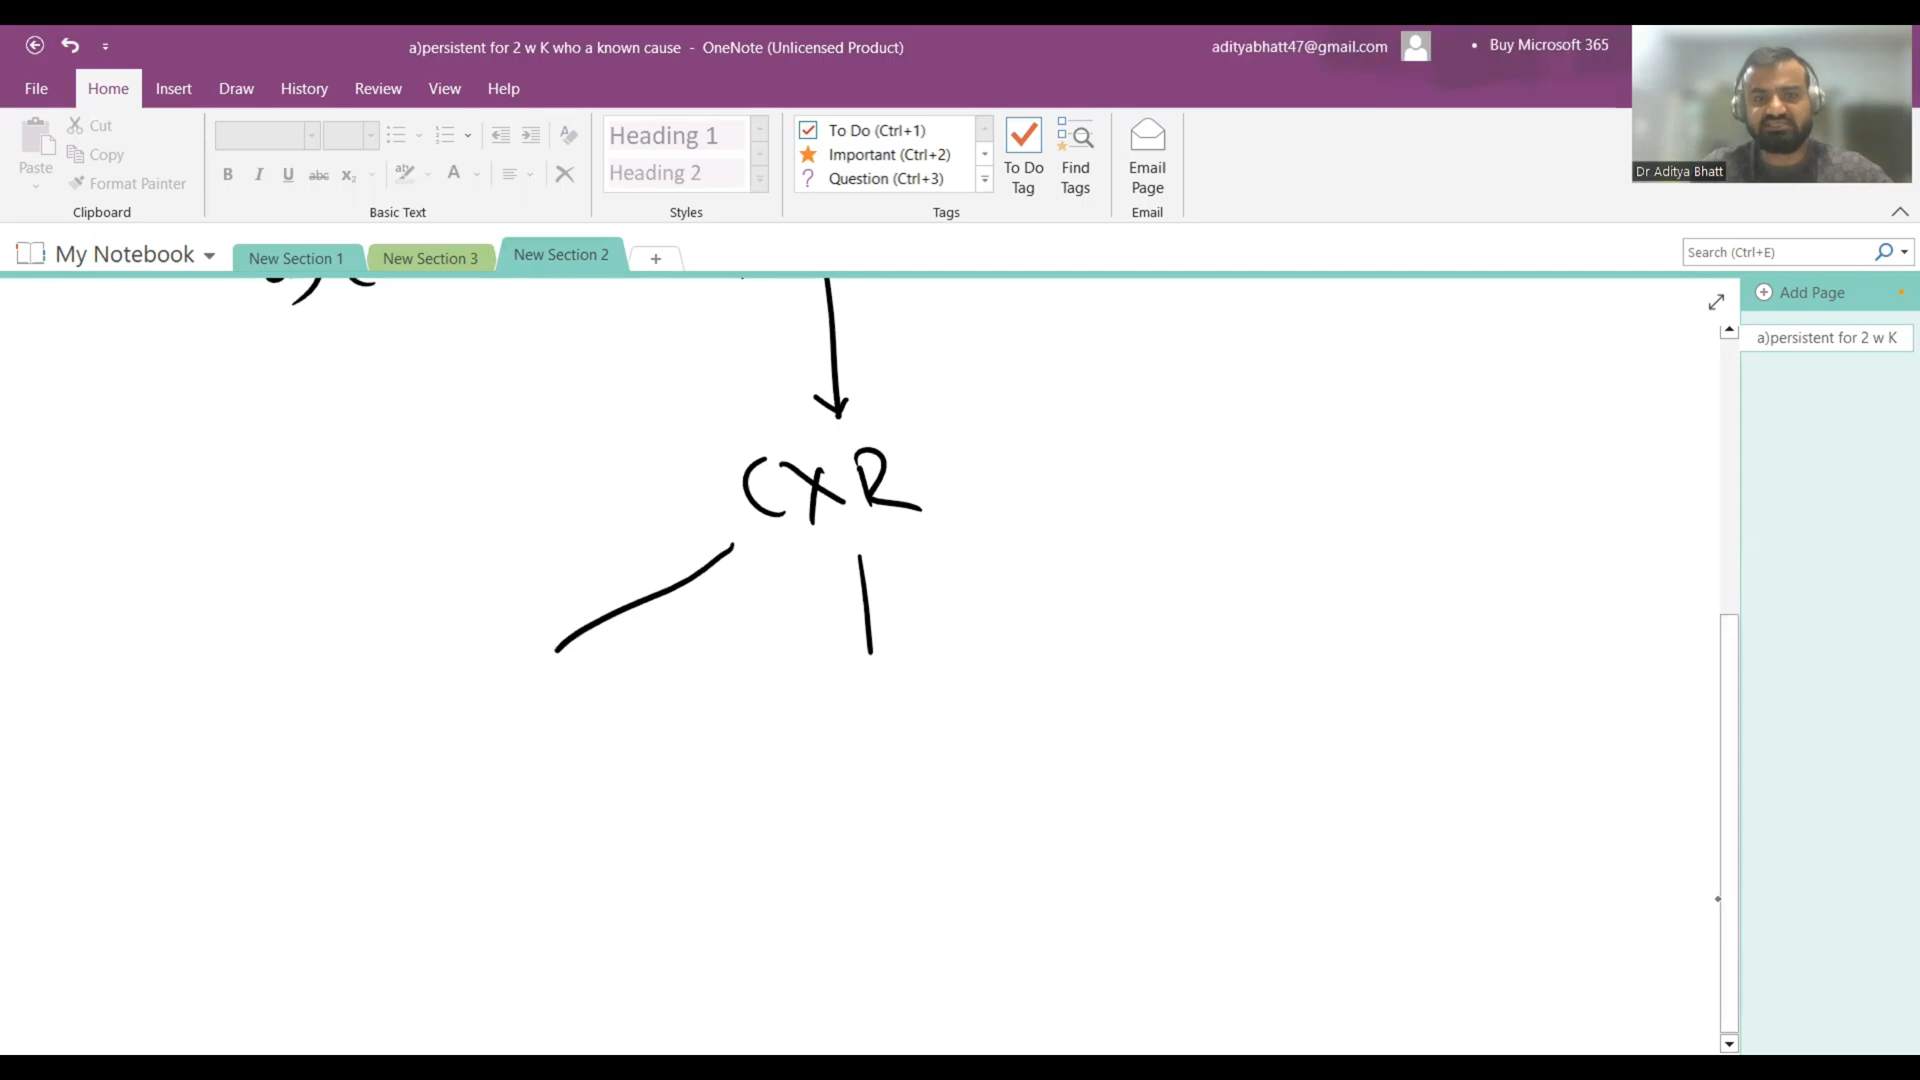 a)persistent for 2 w K who a known cause - OneNote (Unlicensed Product)
adityabhatt47@gmail.com
Buy Microsoft 365
File Home Insert Draw History Review View Help
Paste
Cut
Copy
Format Painter
Clipboard
B I U abc x₂ aby A
Basic Text
Heading 1
Heading 2
Styles
To Do (Ctrl+1)
Important (Ctrl+2)
? Question (Ctrl+3)
To Do Tag
Find Tags
Tags
Email Page
Email
Dr Aditya Bhatt
My Notebook
New Section 1
New Section 3
New Section 2
+
Search (Ctrl+E)
Add Page
a)persistent for 2 w K
CXR